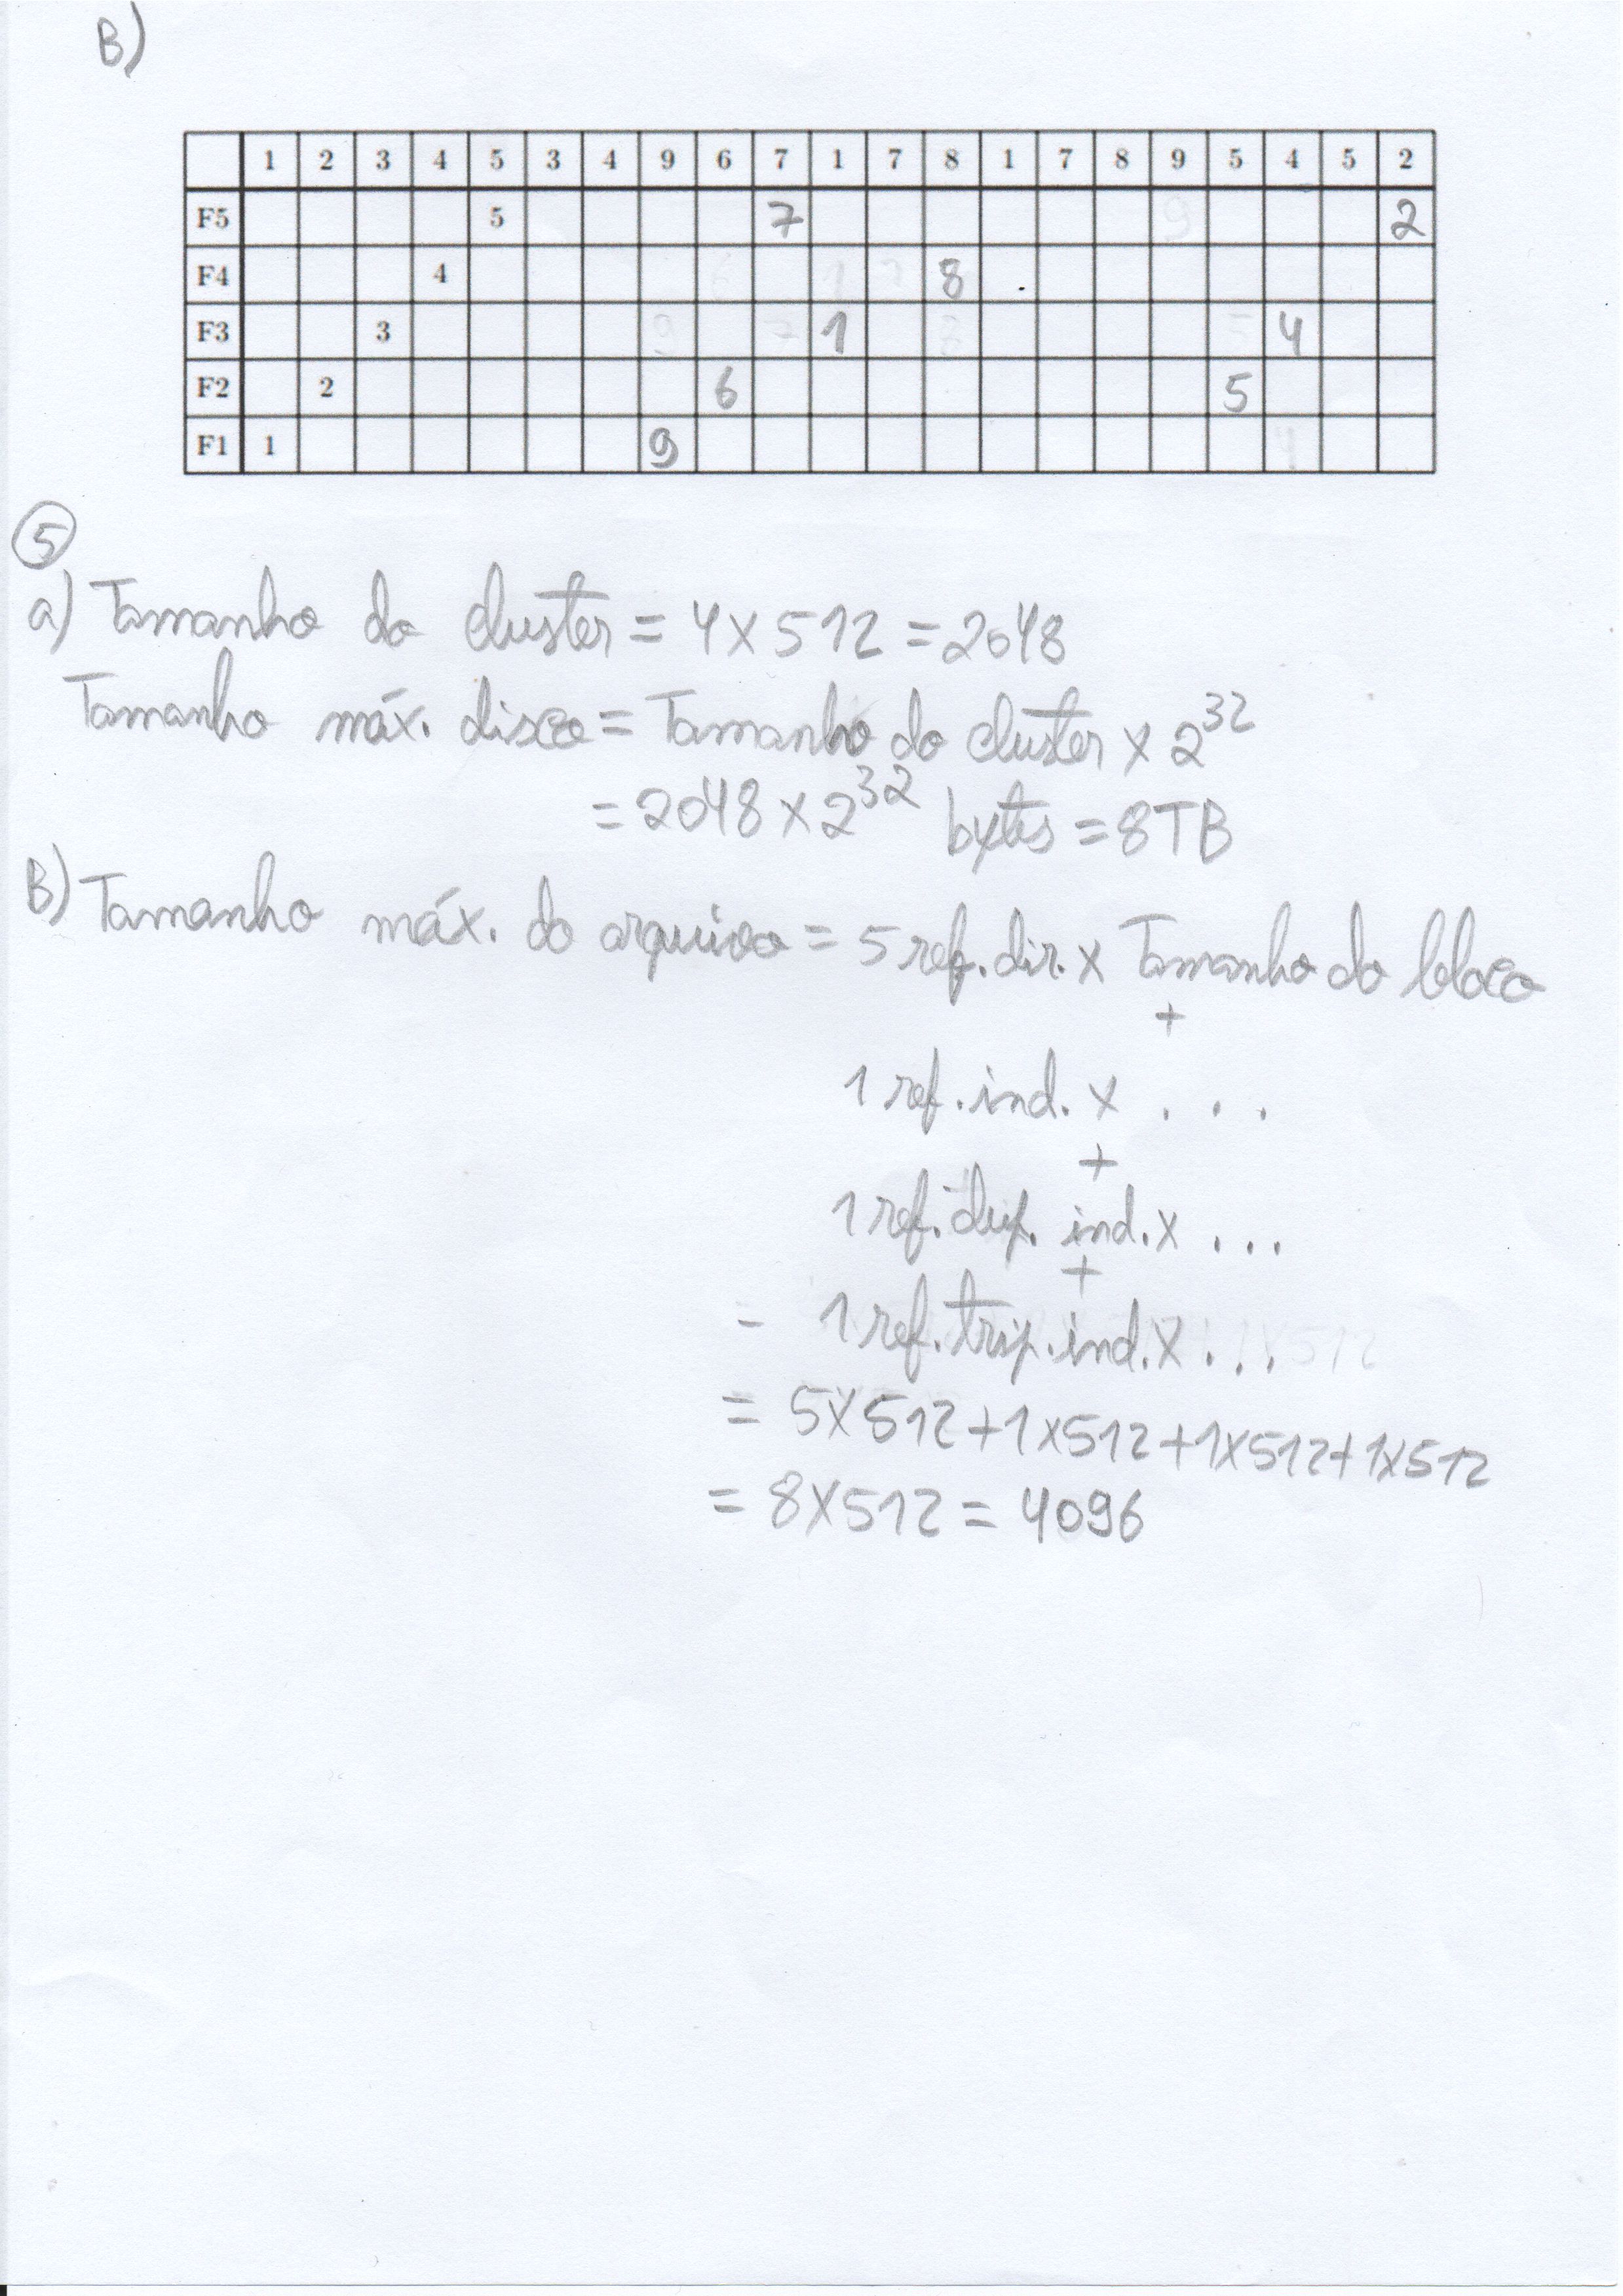 B)
1 2 3 4 5 3 4 9 6 7 1 7 8 1 7 8 9 5 4 5 2
F5 5 7 2
F4 4 8
F3 3 1 4
F2 2 6 5
F1 1 9
5
a) Tamanho do cluster = 4 X 512 = 2048
Tamanho máx. disco = Tamanho do cluster x 2^32
= 2048 x 2^32 bytes = 8TB
B) Tamanho máx. do arquivo = 5 ref. dir. x Tamanho do bloco
+
1 ref. ind. x . . .
+
1 ref. dup. ind. x . . .
+
= 1 ref. trip. ind. x . . .
= 5X512 + 1x512 + 1x512 + 1x512
= 8X512 = 4096